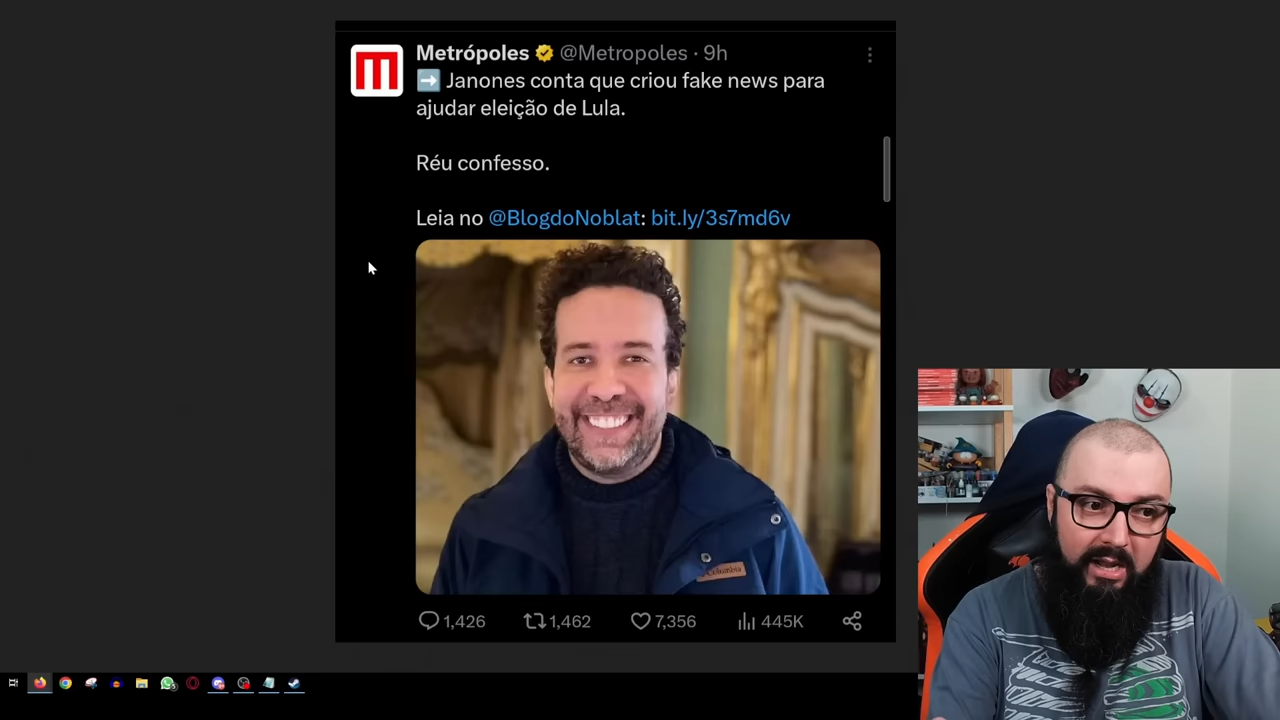 Metrópoles @Metropoles · 9h
➡️ Janones conta que criou fake news para
ajudar eleição de Lula.
Réu confesso.
Leia no @BlogdoNoblat: bit.ly/3s7md6v
Columbia
1,426 1,462 7,356 445K